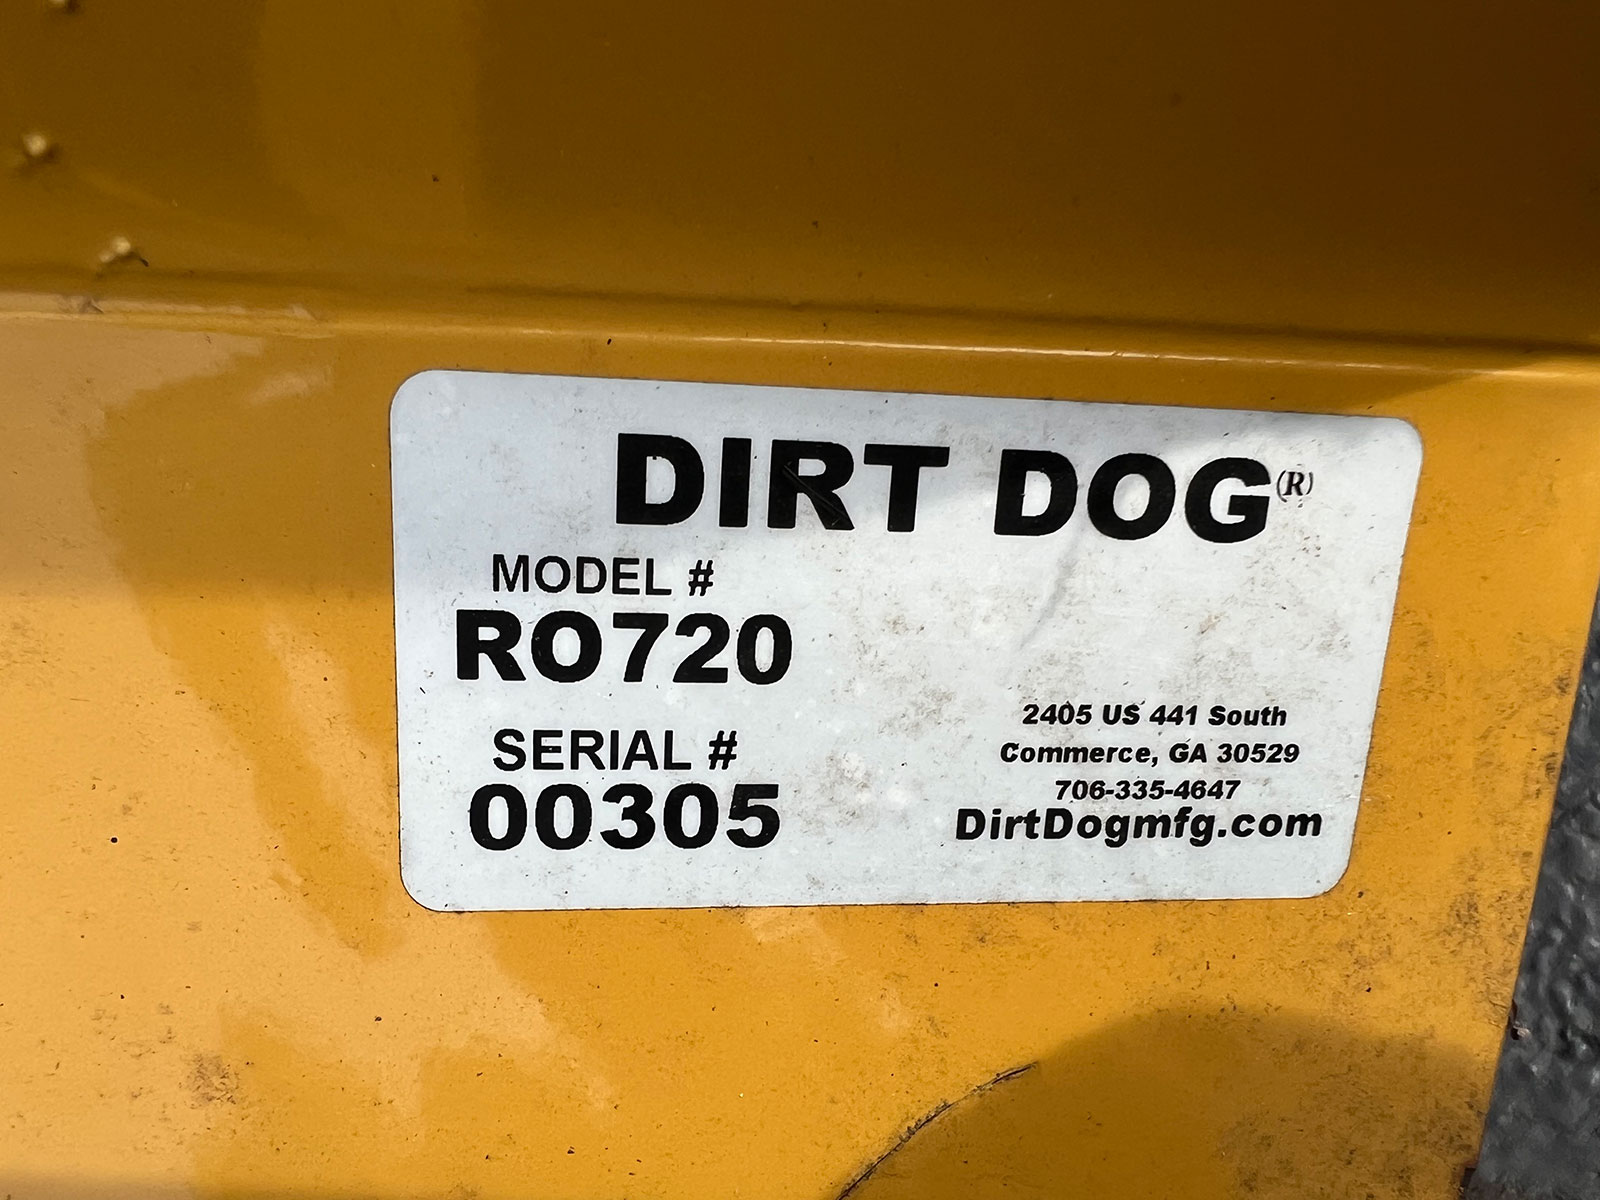 DIRT DOG(R)
MODEL #
RO720
SERIAL #
00305
2405 US 441 South
Commerce, GA 30529
706-335-4647
DirtDogmfg.com